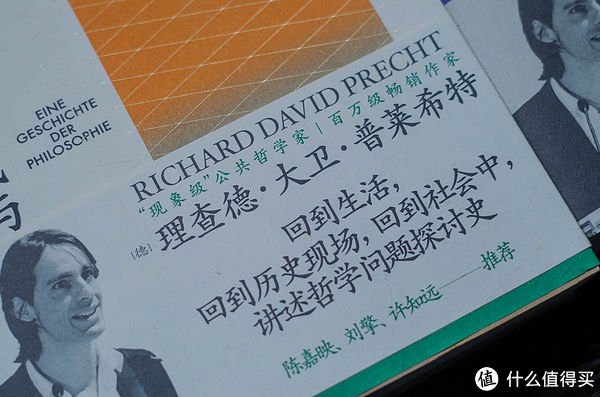 EINE
GESCHICHTE
DER
PHILOSOPHIE
RICHARD DAVID PRECHT
“现象级”公共哲学家｜百万级畅销作家
[德]理查德·大卫·普莱希特
回到生活，
回到历史现场，回到社会中，
讲述哲学问题探讨史
陈嘉映、刘擎、许知远——推荐
值 什么值得买